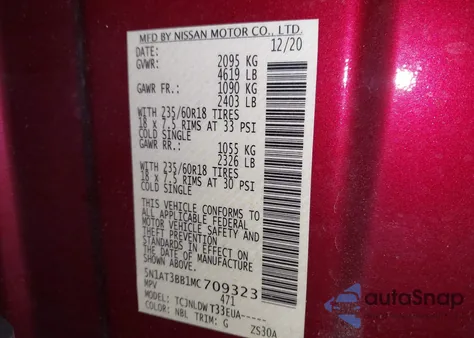 MFD BY NISSAN MOTOR CO., LTD.
DATE: 12/20
GVWR: 2095 KG
4619 LB
GAWR FR.: 1090 KG
2403 LB
WITH 235/60R18 TIRES
18 x 7.5 RIMS AT 33 PSI
COLD SINGLE
GAWR RR.: 1055 KG
2326 LB
WITH 235/60R18 TIRES
18 x 7.5 RIMS AT 30 PSI
COLD SINGLE
THIS VEHICLE CONFORMS TO
ALL APPLICABLE FEDERAL
MOTOR VEHICLE SAFETY AND
THEFT PREVENTION
STANDARDS IN EFFECT ON
THE DATE OF MANUFACTURE
SHOWN ABOVE.
5N1AT3BB1MC709323
MPV 471
MODEL: TCJNLDWT33EUA-----
COLOR: NBL TRIM: G ZS30A
autoSnap